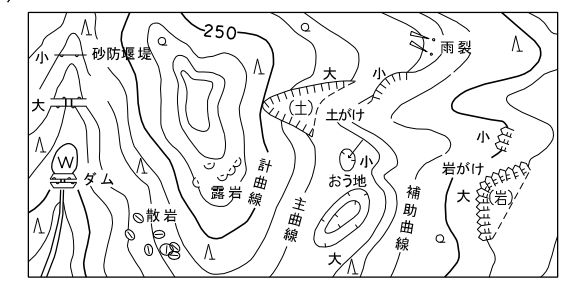 250
小 砂防堰堤
大
W
ダム
散岩
露岩
計曲線
主曲線
大
(土)
土がけ
小
雨裂
小
おう地
大
補助曲線
小
岩がけ
大
(岩)